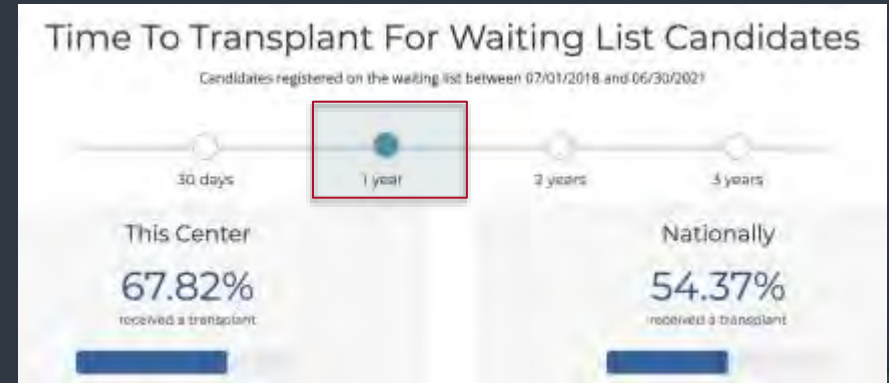 Time To Transplant For Waiting List Candidates
Candidates registered on the waiting list between 07/01/2018 and 06/30/2021
30 days
1 year
2 years
3 years
This Center
Nationally
67.82%
54.37%
received a transplant
received a transplant